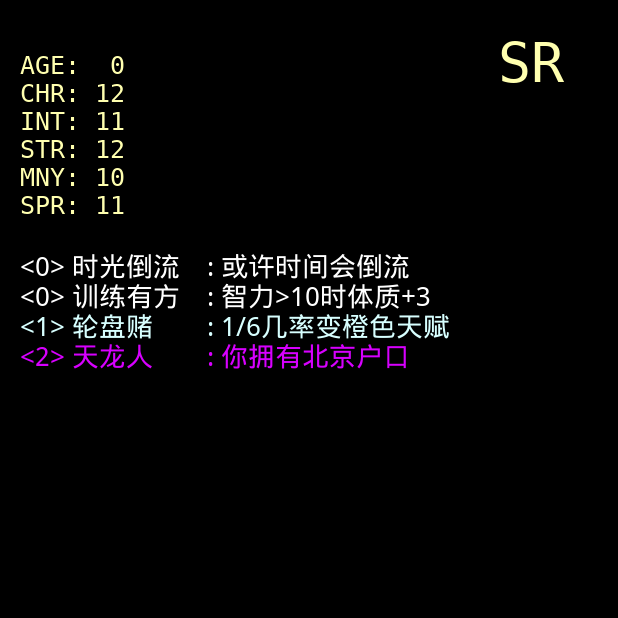 SR
AGE: 0
CHR: 12
INT: 11
STR: 12
MNY: 10
SPR: 11
<0> 时光倒流 : 或许时间会倒流
<0> 训练有方 : 智力>10时体质+3
<1> 轮盘赌 : 1/6几率变橙色天赋
<2> 天龙人 : 你拥有北京户口